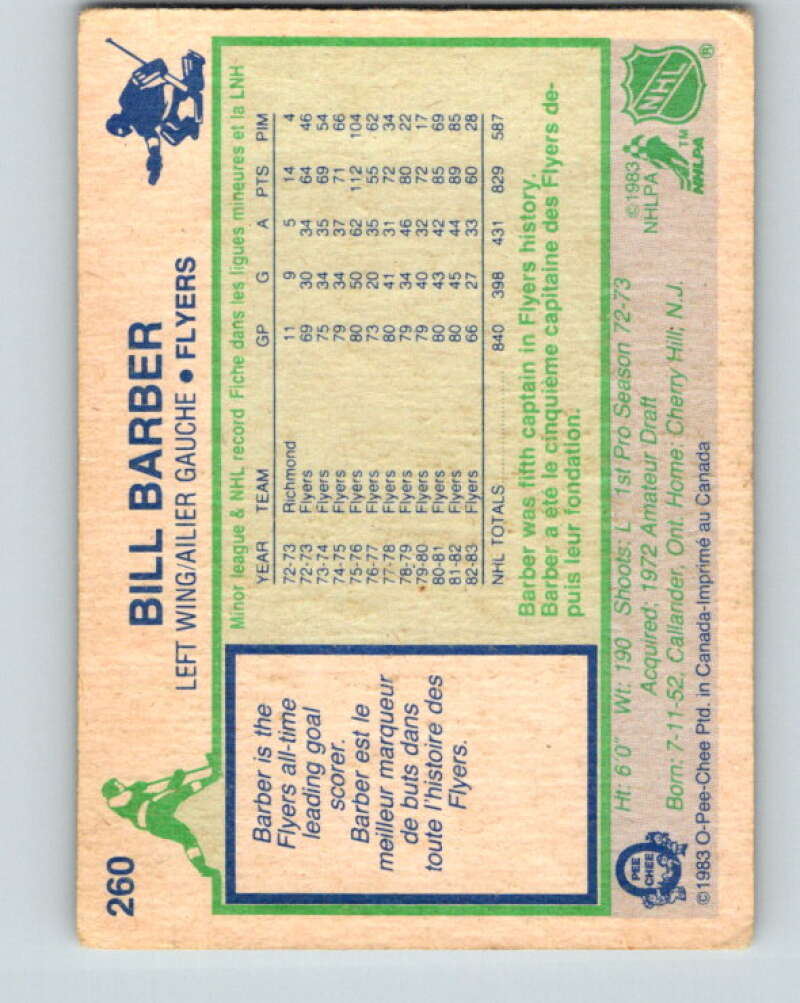 260
BILL BARBER
LEFT WING/AILIER GAUCHE • FLYERS
Barber is the
Flyers all-time
leading goal
scorer.
Barber est le
meilleur marqueur
de buts dans
toute l'histoire des
Flyers.
Minor league & NHL record Fiche dans les ligues mineures et la LNH
YEAR TEAM GP G A PTS PIM
72-73 Richmond 11 9 5 14 4
72-73 Flyers 69 30 34 64 46
73-74 Flyers 75 34 35 69 54
74-75 Flyers 79 34 37 71 66
75-76 Flyers 80 50 62 112 104
76-77 Flyers 73 20 35 55 62
77-78 Flyers 80 41 31 72 34
78-79 Flyers 79 34 46 80 22
79-80 Flyers 79 40 32 72 17
80-81 Flyers 80 43 42 85 69
81-82 Flyers 80 45 44 89 85
82-83 Flyers 66 27 33 60 28
NHL TOTALS 840 398 431 829 587
Barber was fifth captain in Flyers history.
Barber a été le cinquième capitaine des Flyers de-
puis leur fondation.
Ht: 6'0" Wt: 190 Shoots: L 1st Pro Season 72-73
Acquired: 1972 Amateur Draft
Born: 7-11-52, Callander, Ont. Home: Cherry Hill, N.J.
©1983 O-Pee-Chee Ptd. in Canada-Imprimé au Canada
O PEE CHEE
©1983
NHLPA
NHLPA ™
NHL ®